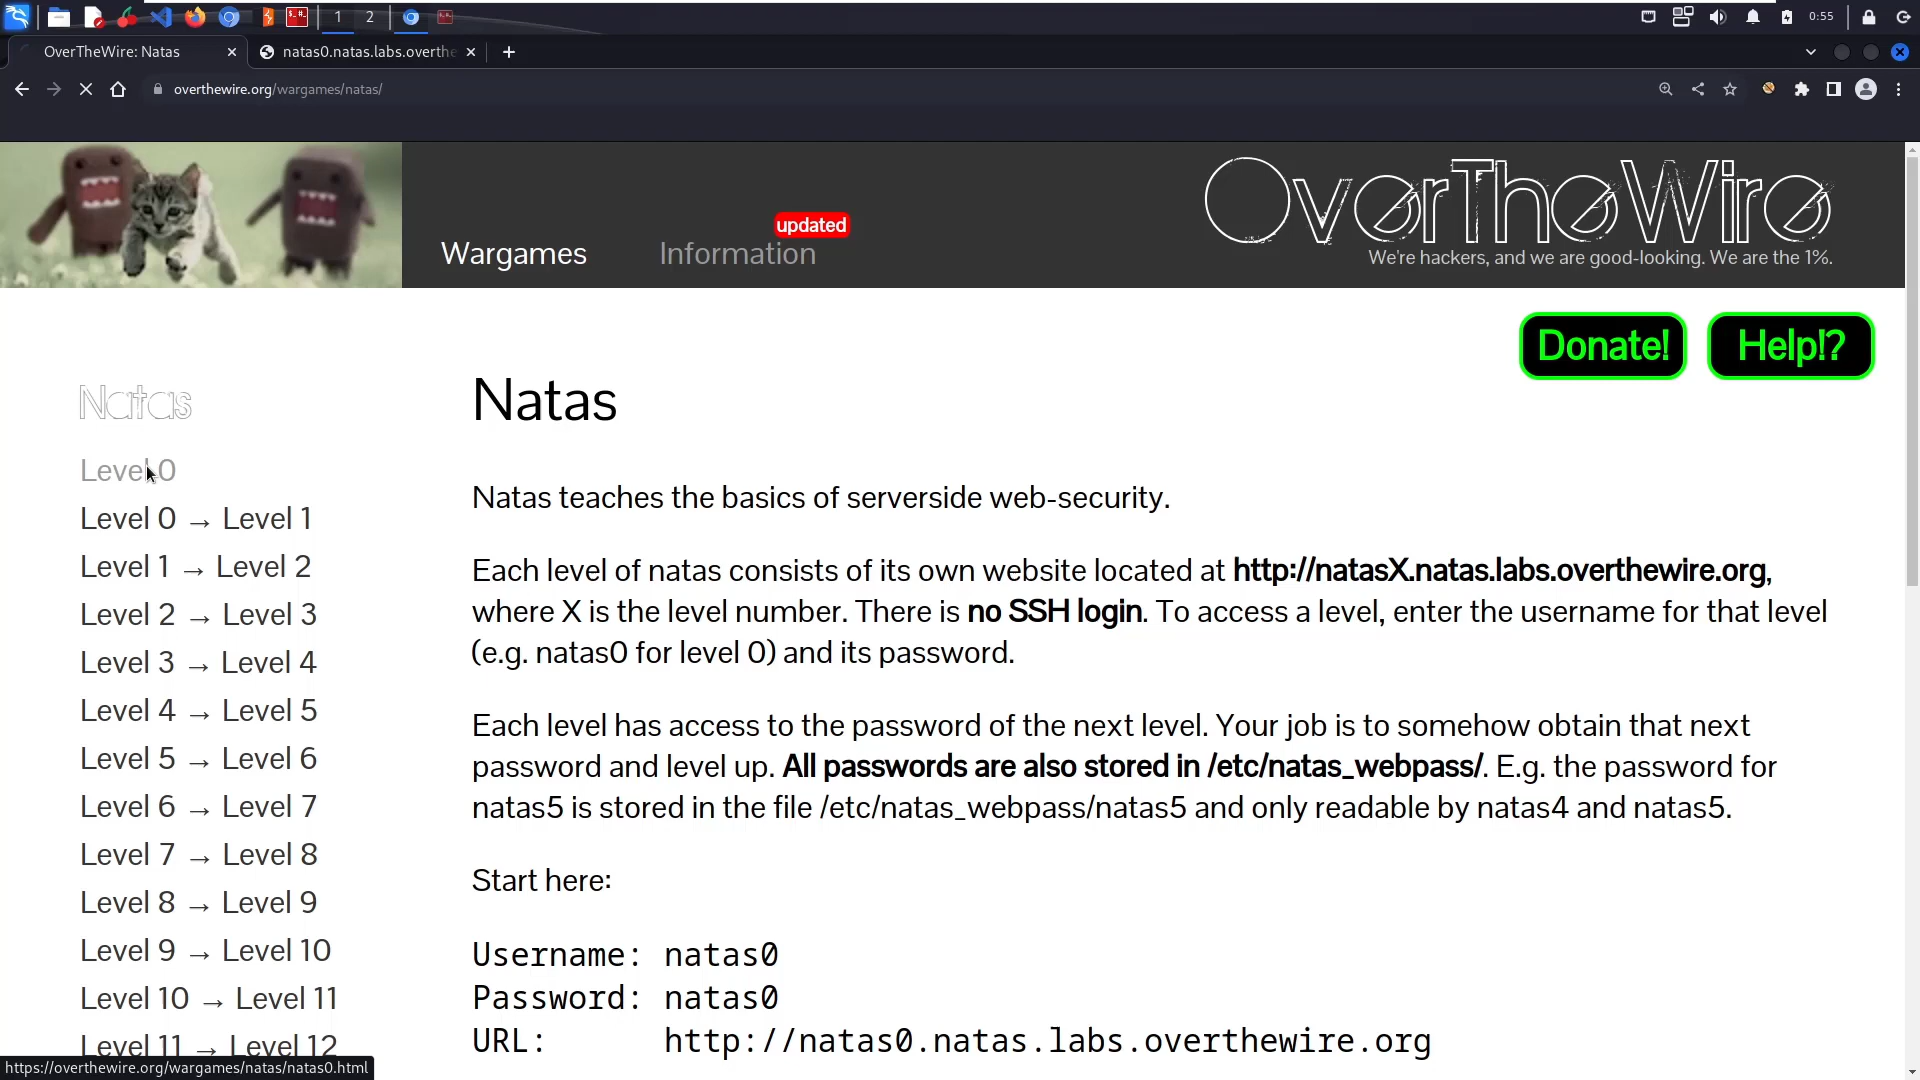 1
2
0:55
OverTheWire: Natas
natas0.natas.labs.overthe
overthewire.org/wargames/natas/
Wargames
Information
updated
OverTheWire
We're hackers, and we are good-looking. We are the 1%.
Donate!
Help!?
Natas
Level 0
Level 0 → Level 1
Level 1 → Level 2
Level 2 → Level 3
Level 3 → Level 4
Level 4 → Level 5
Level 5 → Level 6
Level 6 → Level 7
Level 7 → Level 8
Level 8 → Level 9
Level 9 → Level 10
Level 10 → Level 11
Level 11 → Level 12
Natas
Natas teaches the basics of serverside web-security.
Each level of natas consists of its own website located at http://natasX.natas.labs.overthewire.org,
where X is the level number. There is no SSH login. To access a level, enter the username for that level
(e.g. natas0 for level 0) and its password.
Each level has access to the password of the next level. Your job is to somehow obtain that next
password and level up. All passwords are also stored in /etc/natas_webpass/. E.g. the password for
natas5 is stored in the file /etc/natas_webpass/natas5 and only readable by natas4 and natas5.
Start here:
Username: natas0
Password: natas0
URL: http://natas0.natas.labs.overthewire.org
https://overthewire.org/wargames/natas/natas0.html